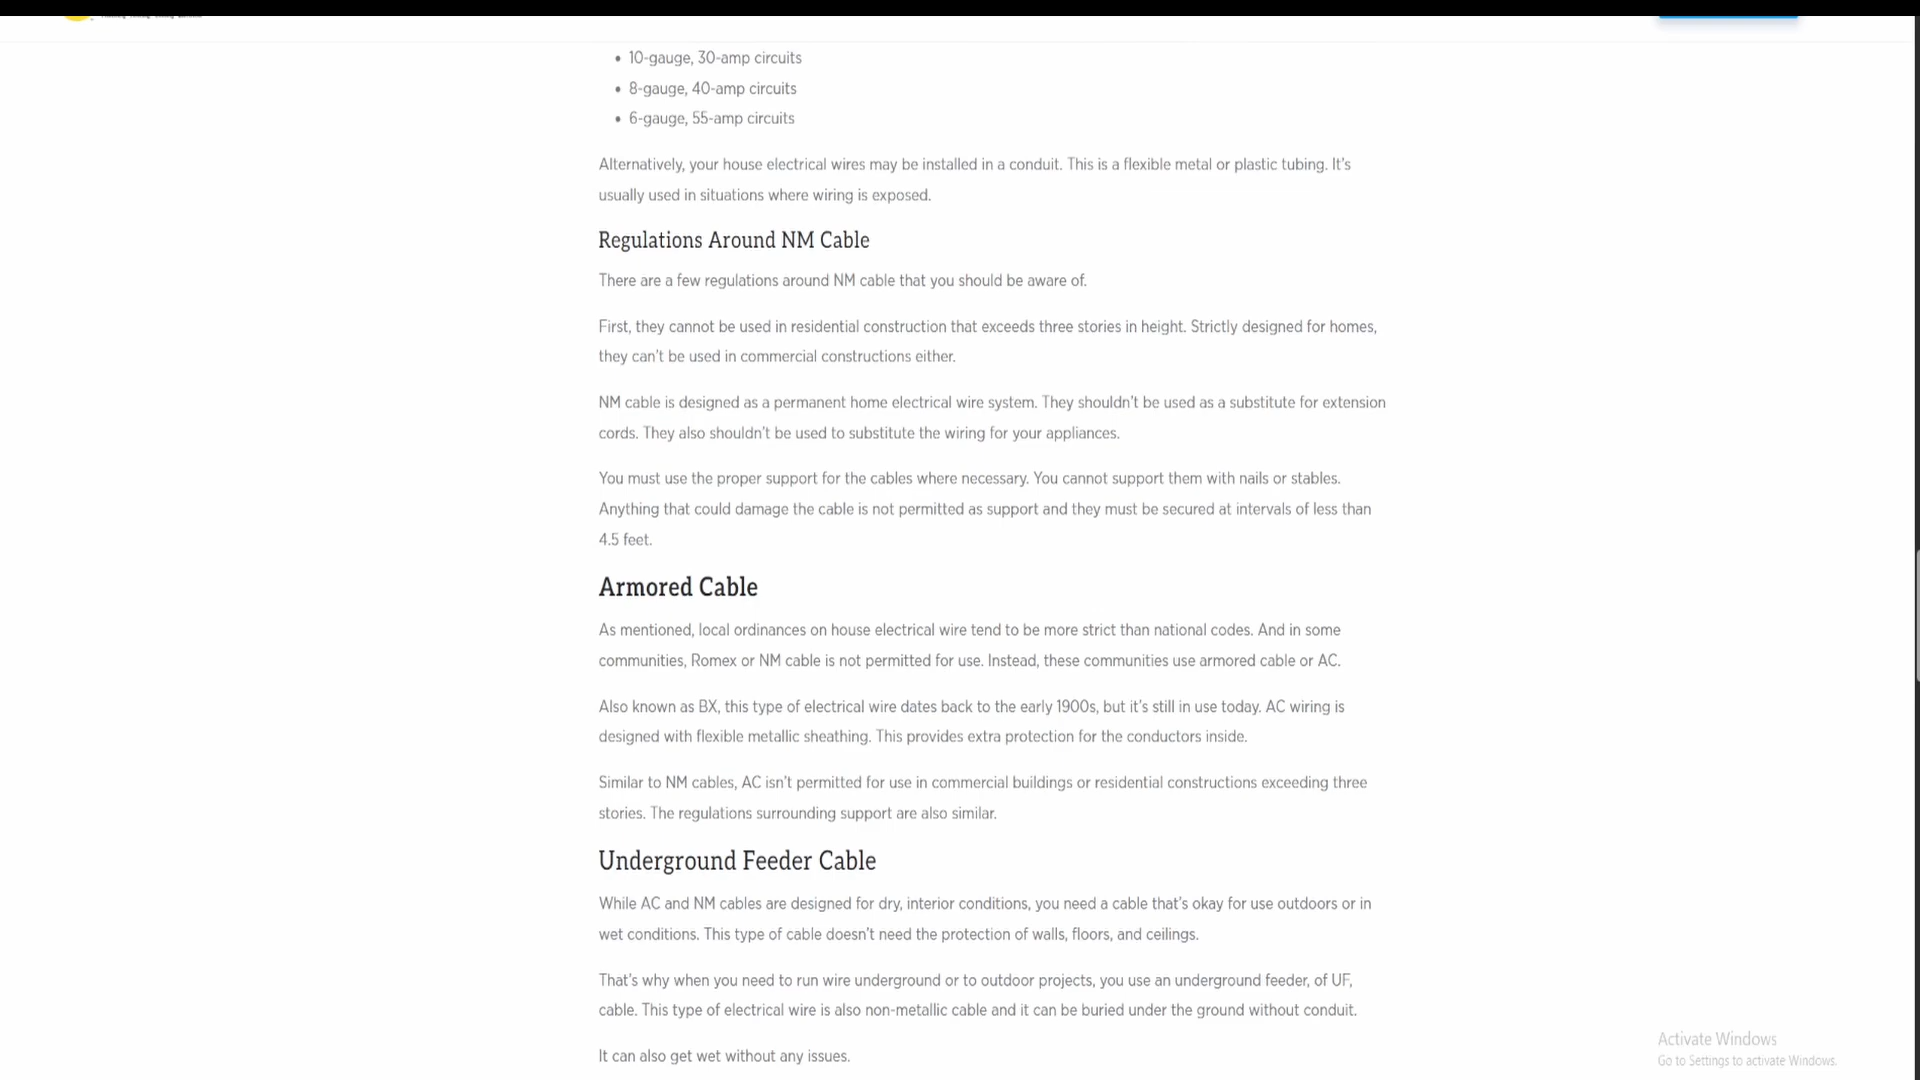 10-gauge, 30-amp circuits
8-gauge, 40-amp circuits
6-gauge, 55-amp circuits
Alternatively, your house electrical wires may be installed in a conduit. This is a flexible metal or plastic tubing. It's
usually used in situations where wiring is exposed.
Regulations Around NM Cable
There are a few regulations around NM cable that you should be aware of.
First, they cannot be used in residential construction that exceeds three stories in height. Strictly designed for homes,
they can't be used in commercial constructions either.
NM cable is designed as a permanent home electrical wire system. They shouldn't be used as a substitute for extension
cords. They also shouldn't be used to substitute the wiring for your appliances.
You must use the proper support for the cables where necessary. You cannot support them with nails or stables.
Anything that could damage the cable is not permitted as support and they must be secured at intervals of less than
4.5 feet.
Armored Cable
As mentioned, local ordinances on house electrical wire tend to be more strict than national codes. And in some
communities, Romex or NM cable is not permitted for use. Instead, these communities use armored cable or AC.
Also known as BX, this type of electrical wire dates back to the early 1900s, but it's still in use today. AC wiring is
designed with flexible metallic sheathing. This provides extra protection for the conductors inside.
Similar to NM cables, AC isn't permitted for use in commercial buildings or residential constructions exceeding three
stories. The regulations surrounding support are also similar.
Underground Feeder Cable
While AC and NM cables are designed for dry, interior conditions, you need a cable that's okay for use outdoors or in
wet conditions. This type of cable doesn't need the protection of walls, floors, and ceilings.
That's why when you need to run wire underground or to outdoor projects, you use an underground feeder, of UF,
cable. This type of electrical wire is also non-metallic cable and it can be buried under the ground without conduit.
It can also get wet without any issues.
Activate Windows
Go to Settings to activate Windows.